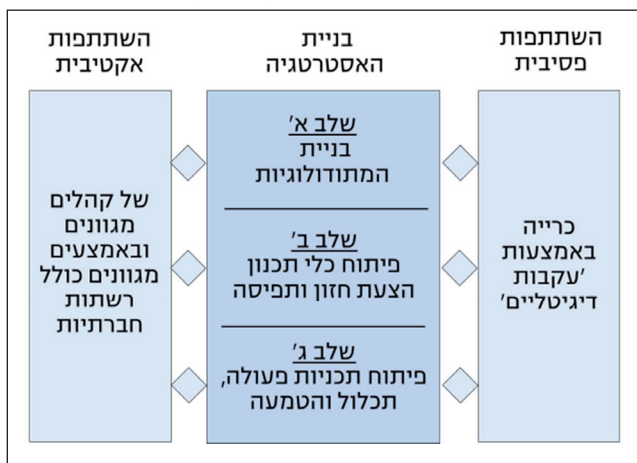 השתתפות
פסיבית
בניית
האסטרטגיה
השתתפות
אקטיבית
כרייה
באמצעות
'עקבות
דיגיטליים'
שלב א'
בניית
המתודולוגיות
שלב ב'
פיתוח כלי תכנון
הצעת חזון ותפיסה
שלב ג'
פיתוח תכניות פעולה,
תכלול והטמעה
של קהלים
מגוונים
ובאמצעים
מגוונים כולל
רשתות
חברתיות